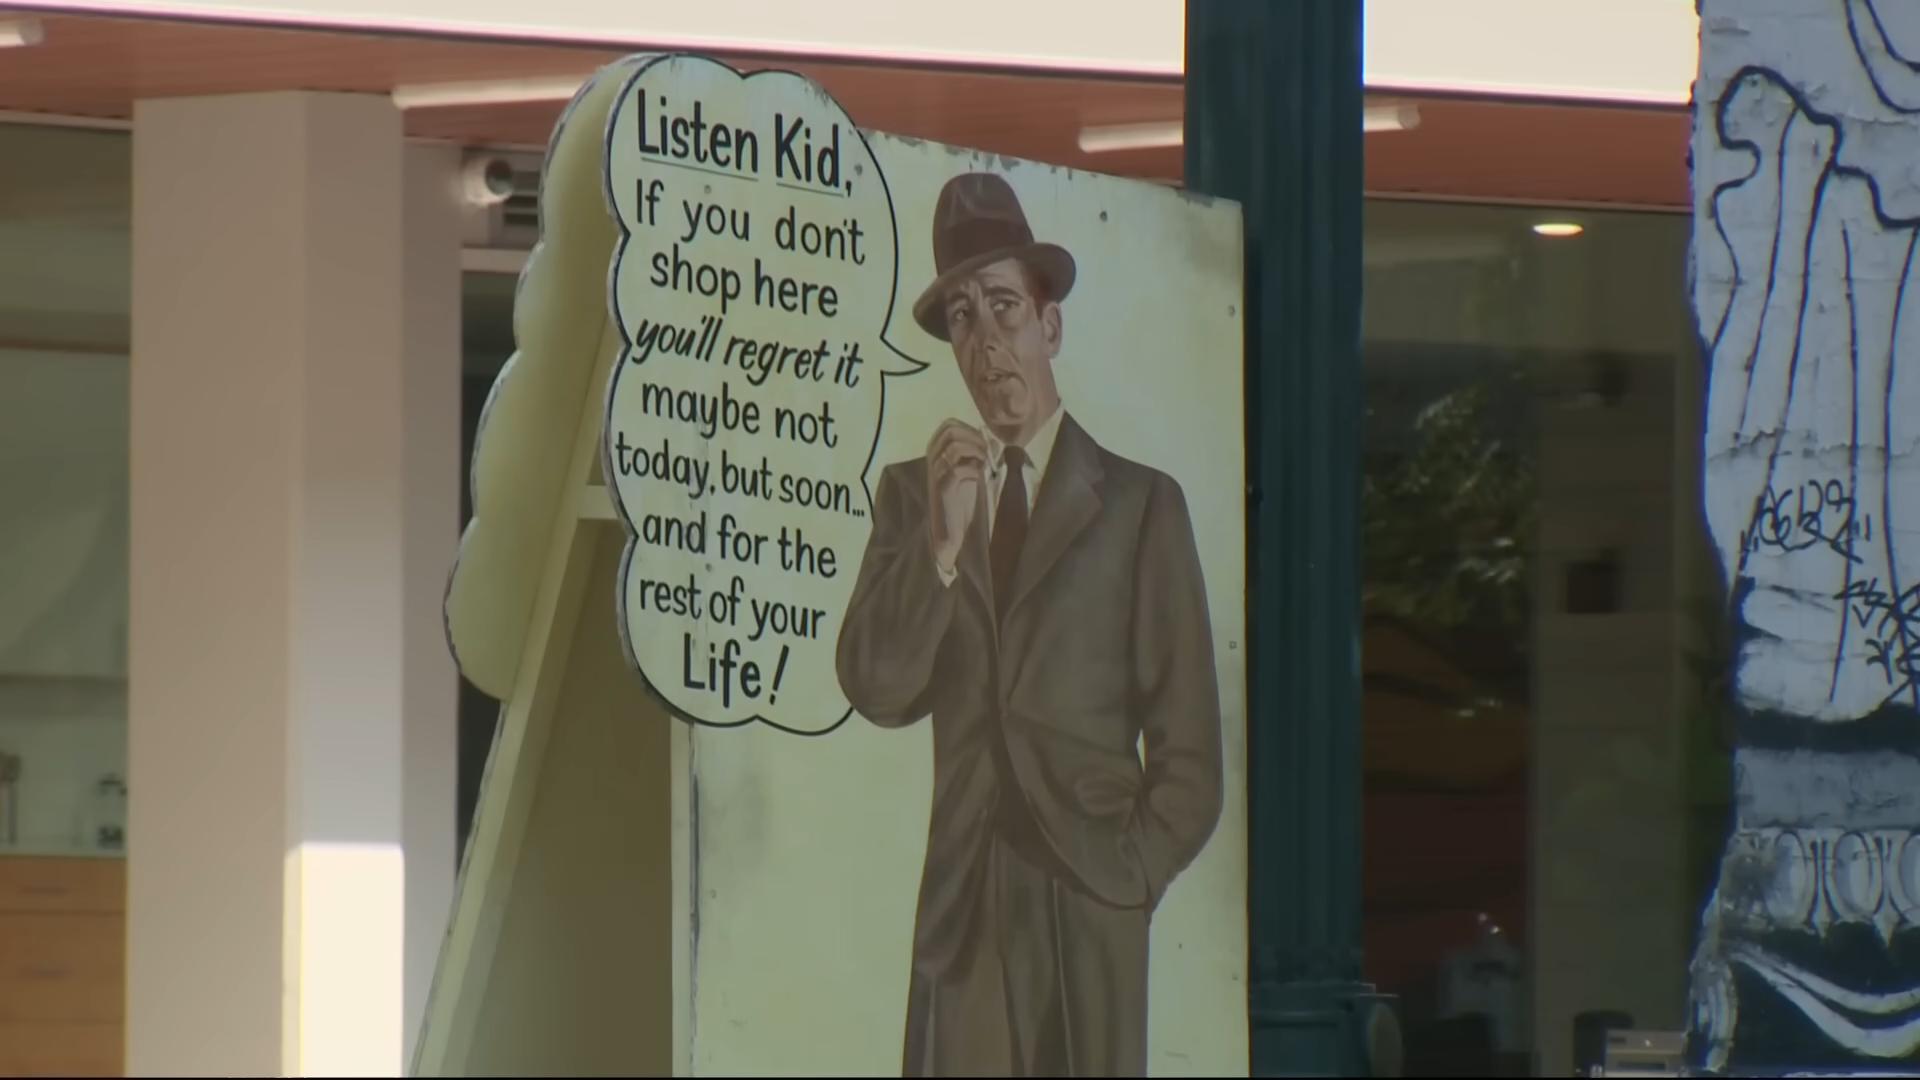 Listen Kid,
If you don't
shop here
you'll regret it
maybe not
today, but soon...
and for the
rest of your
Life!